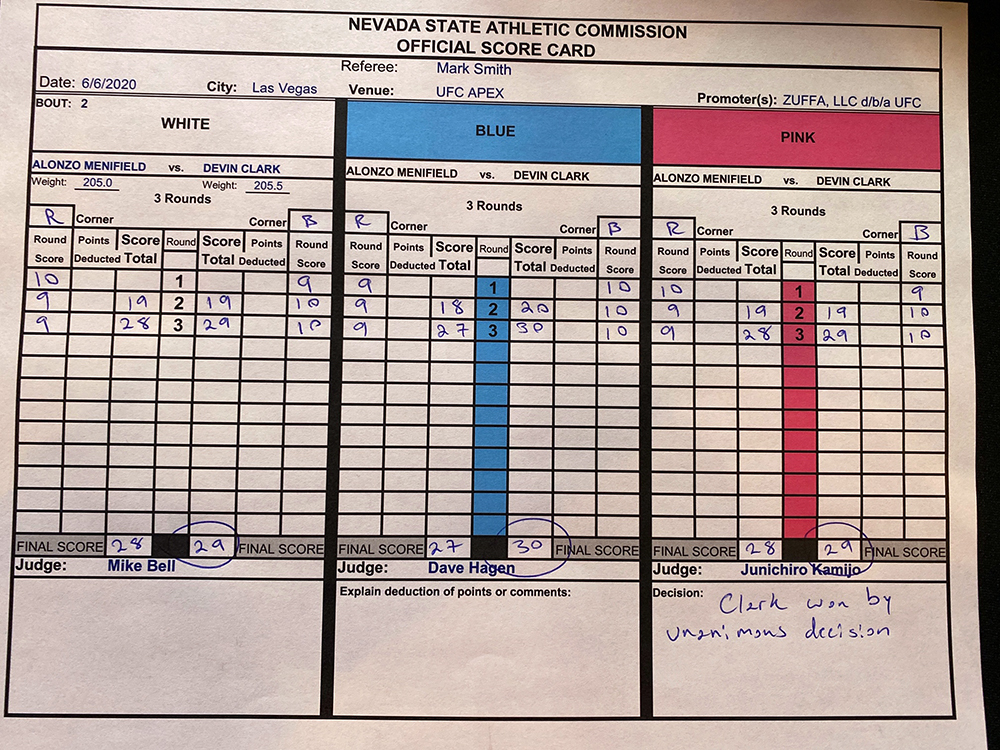 NEVADA STATE ATHLETIC COMMISSION
OFFICIAL SCORE CARD
Referee: Mark Smith
Date: 6/6/2020 City: Las Vegas Venue: UFC APEX Promoter(s): ZUFFA, LLC d/b/a UFC
BOUT: 2
WHITE BLUE PINK
ALONZO MENIFIELD vs. DEVIN CLARK ALONZO MENIFIELD vs. DEVIN CLARK ALONZO MENIFIELD vs. DEVIN CLARK
Weight: 205.0 Weight: 205.5
3 Rounds 3 Rounds 3 Rounds
R Corner Corner B R Corner Corner B R Corner Corner B
Round Points Score Round Score Points Round Round Points Score Round Score Points Round Round Points Score Round Score Points Round
Score Deducted Total Total Deducted Score Score Deducted Total Total Deducted Score Score Deducted Total Total Deducted Score
10 1 9 9 1 10 10 1 9
9 19 2 19 10 9 18 2 20 10 9 19 2 19 10
9 28 3 29 10 9 27 3 30 10 9 28 3 29 10
FINAL SCORE 28 29 FINAL SCORE FINAL SCORE 27 30 FINAL SCORE FINAL SCORE 28 29 FINAL SCORE
Judge: Mike Bell Judge: Dave Hagen Judge: Junichiro Kamijo
Explain deduction of points or comments: Decision: Clark won by
unanimous decision